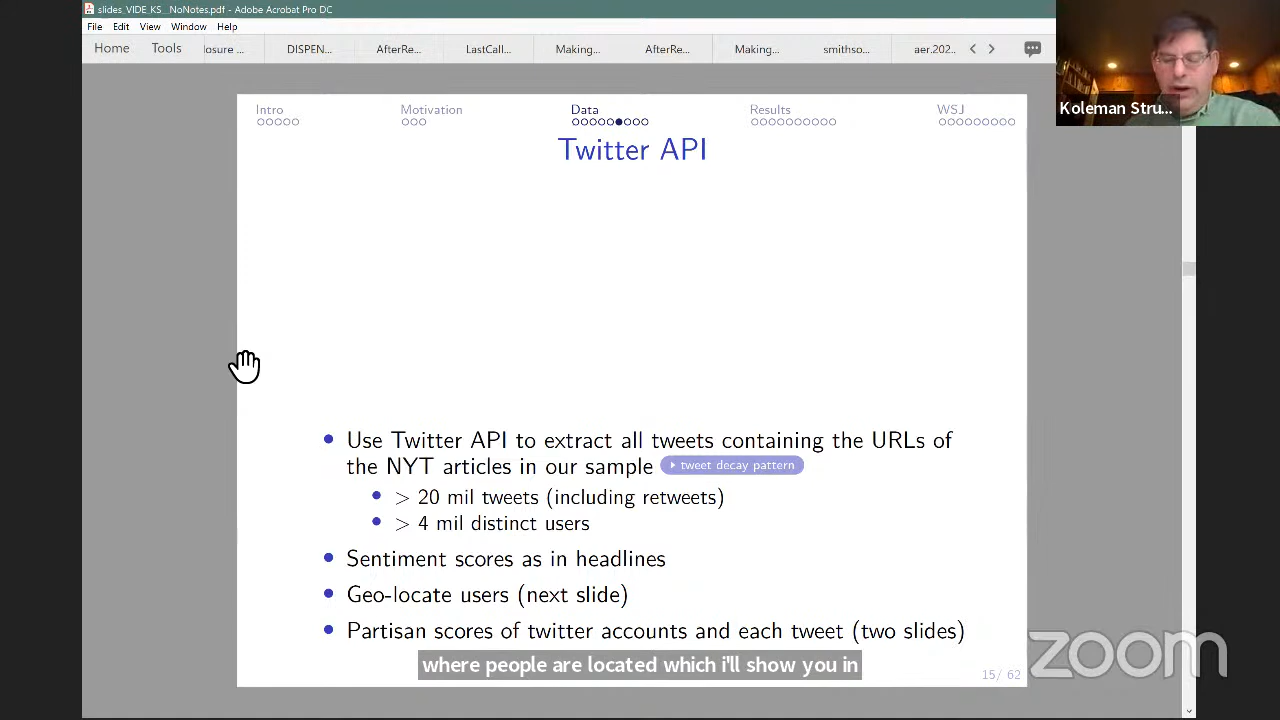 slides_VIDE_KS__NoNotes.pdf - Adobe Acrobat Pro DC
File Edit View Window Help
Home Tools losure ... DISPEN... AfterRe... LastCall... Making... AfterRe... Making... smithso... aer.202..
Koleman Stru...
Intro Motivation Data Results WSJ
Twitter API
Use Twitter API to extract all tweets containing the URLs of
the NYT articles in our sample tweet decay pattern
> 20 mil tweets (including retweets)
> 4 mil distinct users
Sentiment scores as in headlines
Geo-locate users (next slide)
Partisan scores of twitter accounts and each tweet (two slides)
where people are located which i'll show you in
15/ 62
zoom